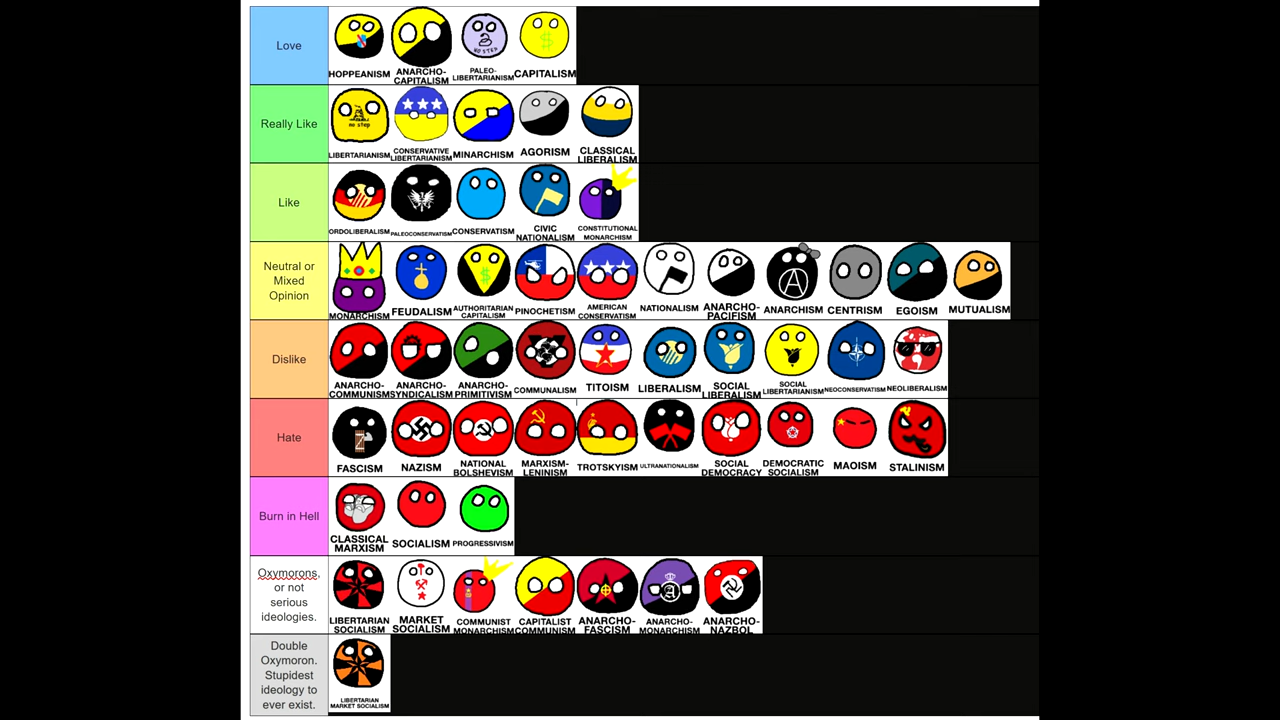 Love
HOPPEANISM
ANARCHO-
CAPITALISM
NO STEP
PALEO-
LIBERTARIANISM
$
CAPITALISM
Really Like
no step
LIBERTARIANISM
CONSERVATIVE
LIBERTARIANISM
MINARCHISM
AGORISM
CLASSICAL
LIBERALISM
Like
ORDOLIBERALISM
PALEOCONSERVATISM
CONSERVATISM
CIVIC
NATIONALISM
CONSTITUTIONAL
MONARCHISM
Neutral or
Mixed
Opinion
MONARCHISM
FEUDALISM
$
AUTHORITARIAN
CAPITALISM
PINOCHETISM
AMERICAN
CONSERVATISM
NATIONALISM
ANARCHO-
PACIFISM
A
ANARCHISM
CENTRISM
EGOISM
MUTUALISM
Dislike
ANARCHO-
COMMUNISM
ANARCHO-
SYNDICALISM
ANARCHO-
PRIMITIVISM
COMMUNALISM
TITOISM
LIBERALISM
SOCIAL
LIBERALISM
SOCIAL
LIBERTARIANISM
NEOCONSERVATISM
NEOLIBERALISM
Hate
FASCISM
NAZISM
NATIONAL
BOLSHEVISM
MARXISM-
LENINISM
TROTSKYISM
ULTRANATIONALISM
SOCIAL
DEMOCRACY
DEMOCRATIC
SOCIALISM
MAOISM
STALINISM
Burn in Hell
CLASSICAL
MARXISM
SOCIALISM
PROGRESSIVISM
Oxymorons,
or not
serious
ideologies.
LIBERTARIAN
SOCIALISM
MARKET
SOCIALISM
COMMUNIST
MONARCHISM
CAPITALIST
COMMUNISM
ANARCHO-
FASCISM
A
ANARCHO-
MONARCHISM
ANARCHO-
NAZBOL
Double
Oxymoron.
Stupidest
ideology to
ever exist.
LIBERTARIAN
MARKET SOCIALISM